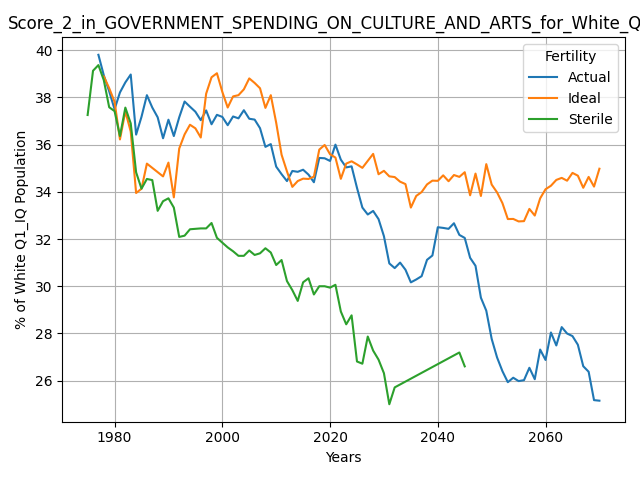 Score_2_in_GOVERNMENT_SPENDING_ON_CULTURE_AND_ARTS_for_White_Q
40
38
36
34
32
30
28
26
% of White Q1_IQ Population
Fertility
Actual
Ideal
Sterile
1980
2000
2020
2040
2060
Years